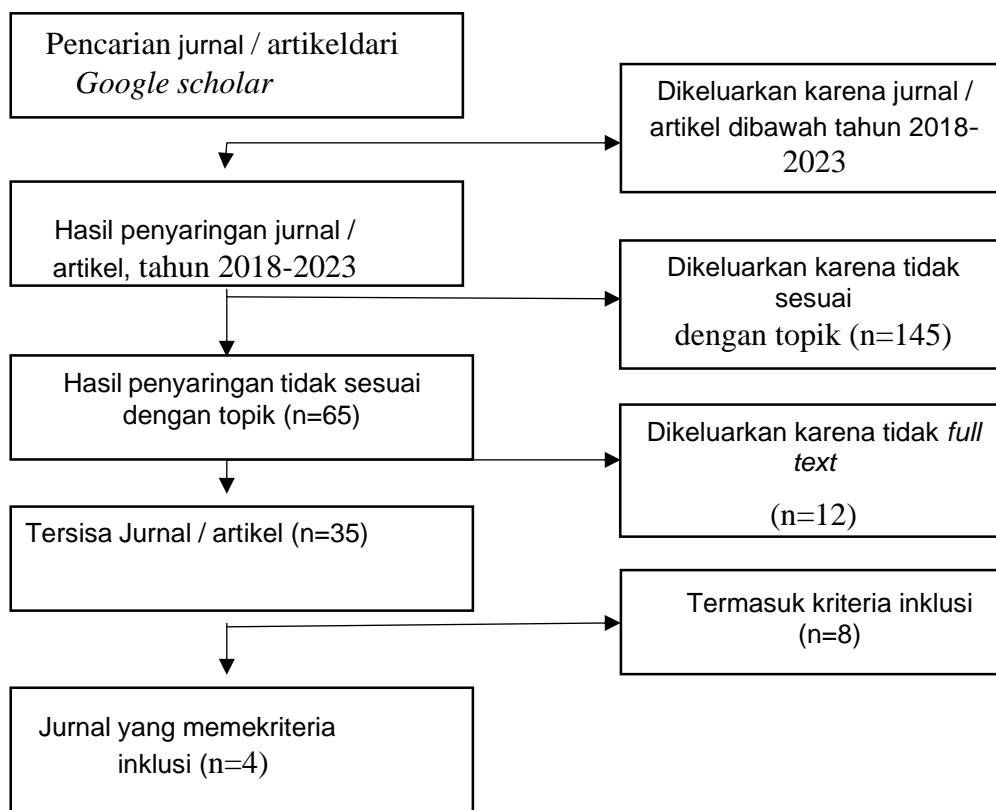 Pencarian jurnal / artikeldari
Google scholar
Dikeluarkan karena jurnal /
artikel dibawah tahun 2018-
2023
Hasil penyaringan jurnal /
artikel, tahun 2018-2023
Dikeluarkan karena tidak
sesuai
dengan topik (n=145)
Hasil penyaringan tidak sesuai
dengan topik (n=65)
Dikeluarkan karena tidak full
text
(n=12)
Tersisa Jurnal / artikel (n=35)
Termasuk kriteria inklusi
(n=8)
Jurnal yang memekriteria
inklusi (n=4)